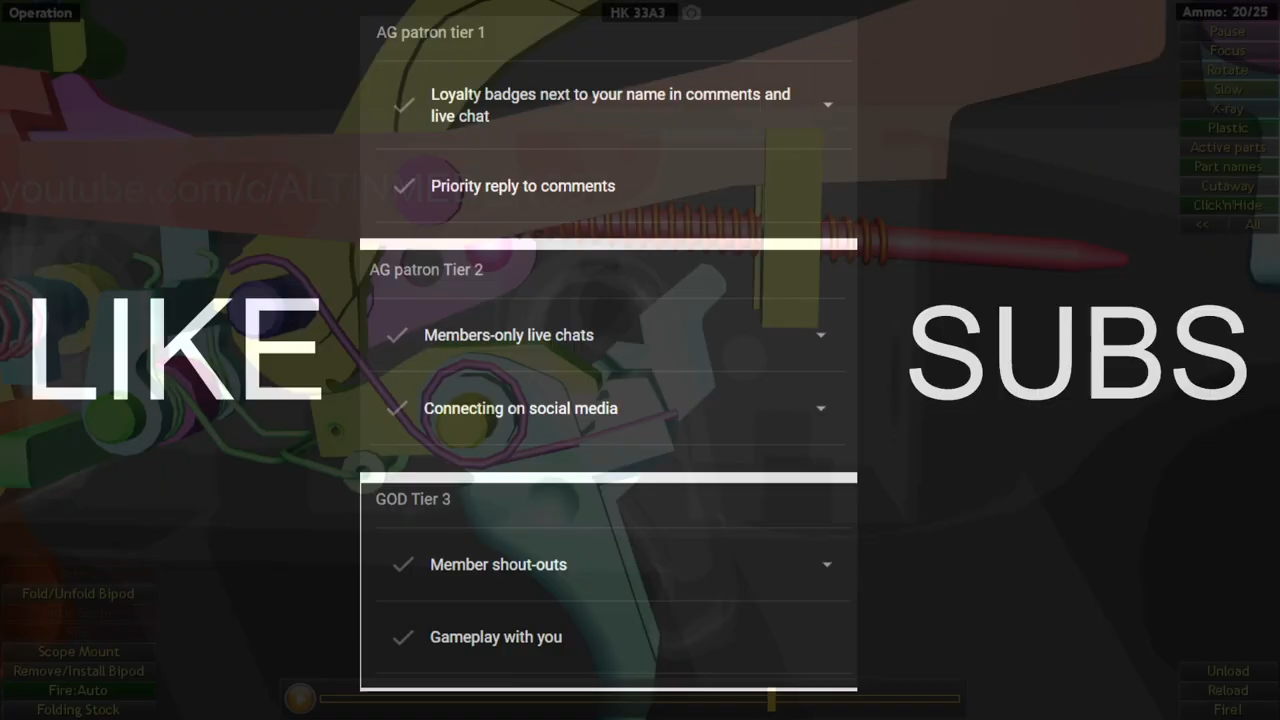 Operation
HK 33A3
Ammo: 20/25
Pause
Focus
Rotate
Slow
X-ray
Plastic
Active parts
Part names
Cutaway
Click'n'Hide
<< All
AG patron tier 1
Loyalty badges next to your name in comments and
live chat
Priority reply to comments
youtube.com/c/ALTINME
AG patron Tier 2
Members-only live chats
Connecting on social media
LIKE
SUBS
GOD Tier 3
Member shout-outs
Gameplay with you
Fold/Unfold Bipod
Scope Mount
Remove/Install Bipod
Fire:Auto
Folding Stock
Unload
Reload
Fire!